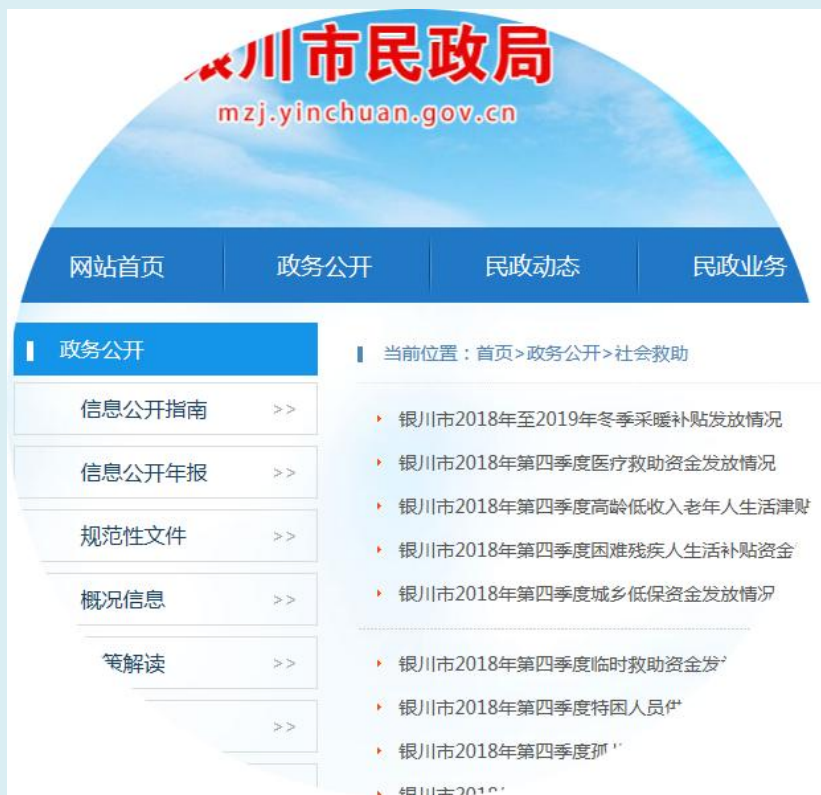 川市民政局
mzj.yinchuan.gov.cn
网站首页 政务公开 民政动态 民政业务
政务公开
信息公开指南 >>
信息公开年报 >>
规范性文件 >>
概况信息 >>
策解读 >>
>>
当前位置：首页>政务公开>社会救助
银川市2018年至2019年冬季采暖补贴发放情况
银川市2018年第四季度医疗救助资金发放情况
银川市2018年第四季度高龄低收入老年人生活津贴
银川市2018年第四季度困难残疾人生活补贴资金
银川市2018年第四季度城乡低保资金发放情况
银川市2018年第四季度临时救助资金发
银川市2018年第四季度特困人员供
银川市2018年第四季度孤
银川市201